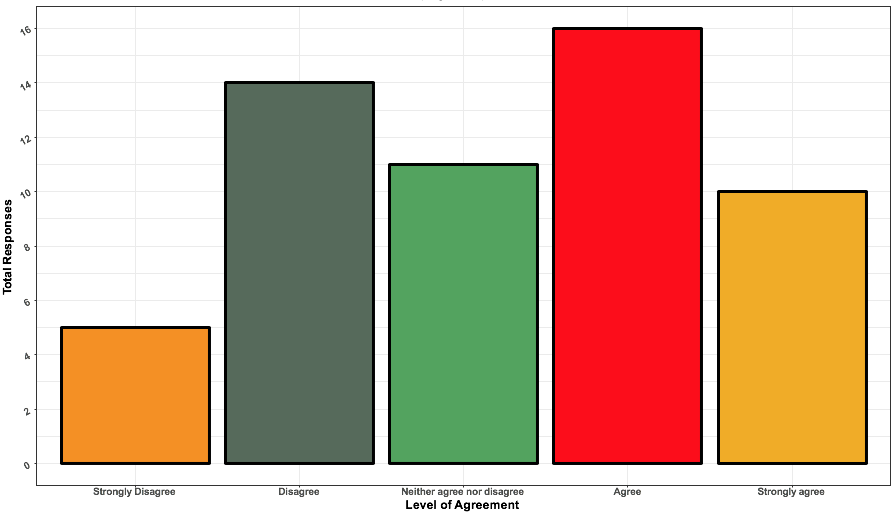 16
14
12
10
8
6
4
2
0
Total Responses
Strongly Disagree
Disagree
Neither agree nor disagree
Agree
Strongly agree
Level of Agreement